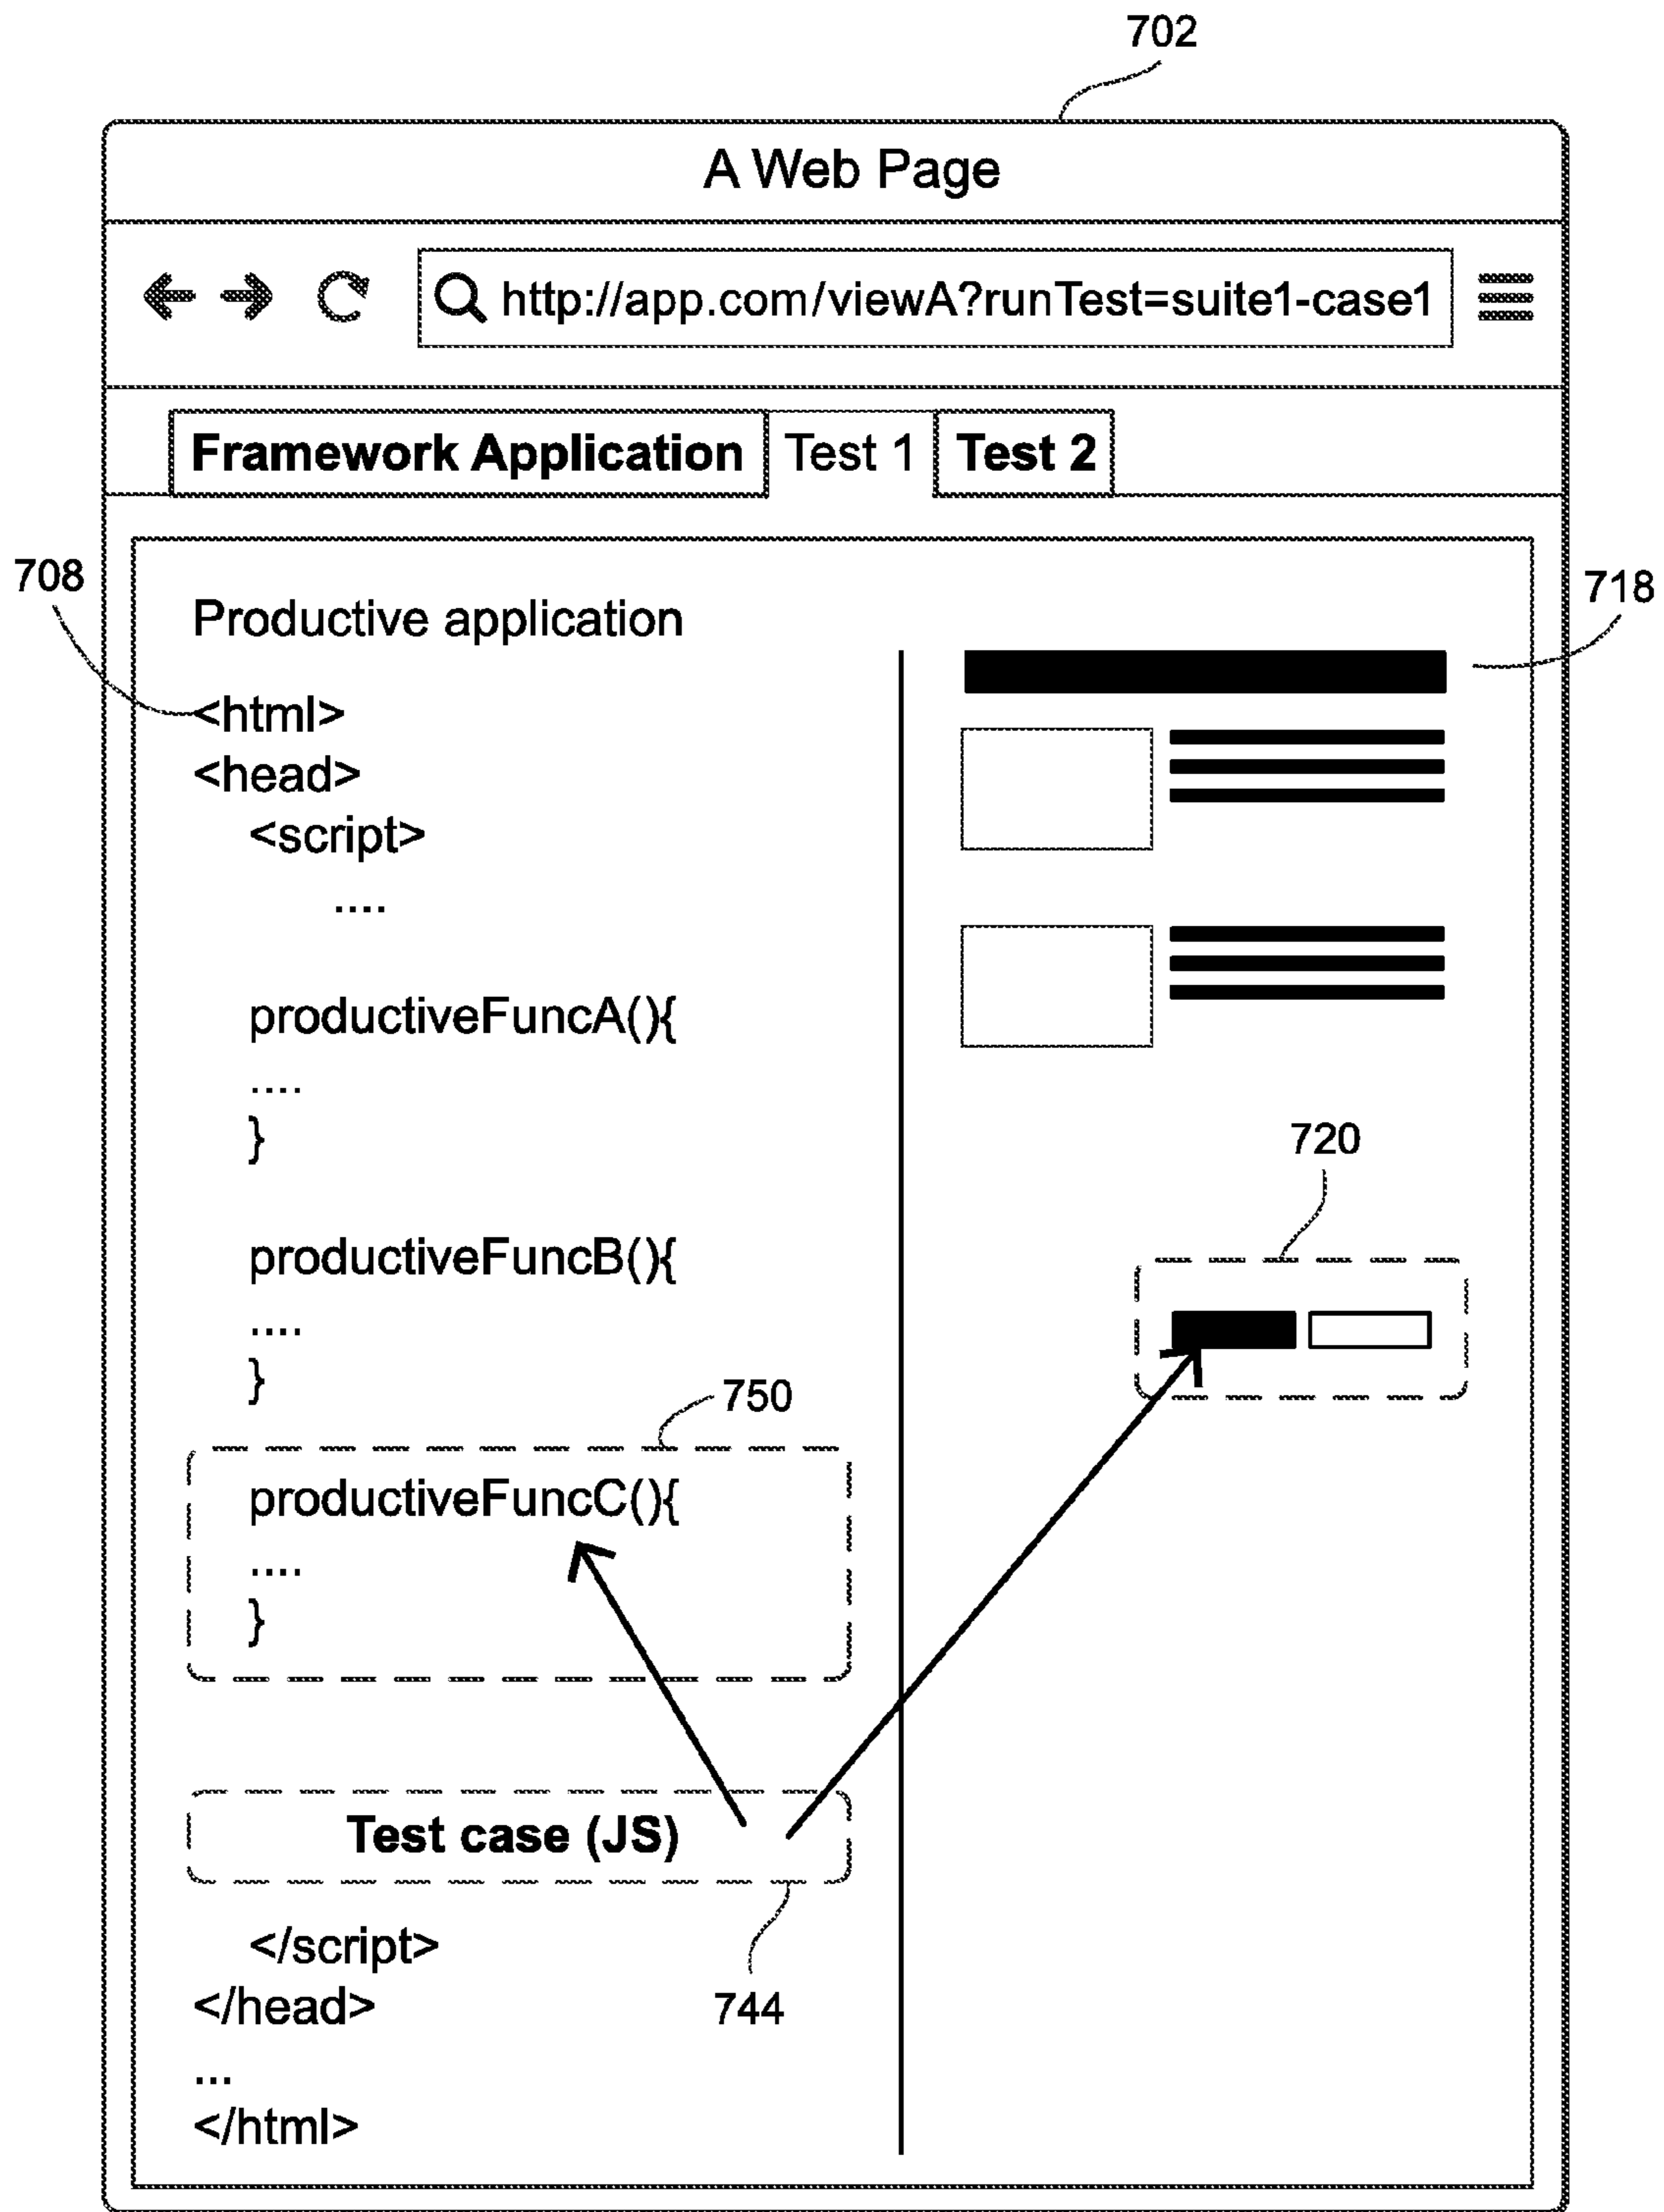 702
A Web Page
http://app.com/viewA?runTest=suite1-case1
Framework Application Test 1 Test 2
708
718
Productive application
<html>
<head>
<script>
....
productiveFuncA(){
....
}
720
productiveFuncB(){
....
}
750
productiveFuncC(){
....
}
Test case (JS)
</script>
</head>
744
...
</html>